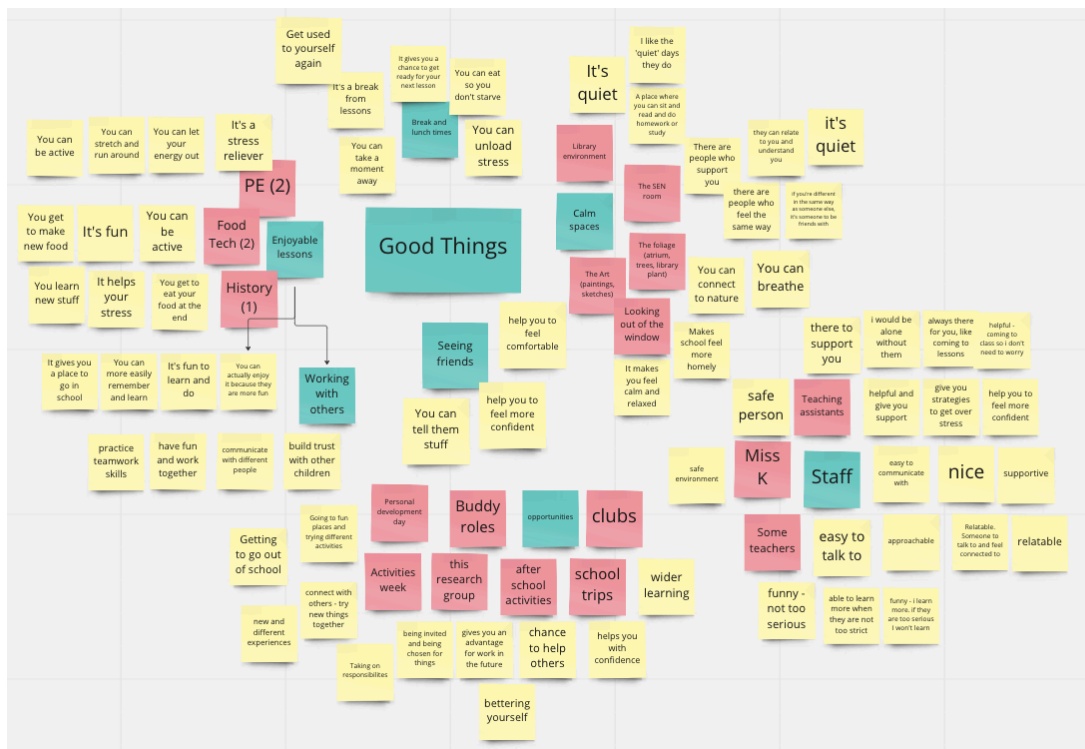 Get used
to yourself
again
It's a break
from
lessons
It gives you a
chance to get
ready for your
next lesson
You can eat
so you
don't starve
Break and
lunch times
You can
take a
moment
away
You can
unload
stress
You can
be active
You can
stretch and
run around
You can let
your
energy out
It's a
stress
reliever
PE (2)
You get
to make
new food
It's fun
You can
be
active
Food
Tech (2)
Enjoyable
lessons
You learn
new stuff
It helps
your
stress
You get to
eat your
food at the
end
History
(1)
It gives you
a place to
go in
school
You can
more easily
remember
and learn
It's fun to
learn and
do
You can
actually enjoy
it because they
are more fun
Working
with
others
practice
teamwork
skills
have fun
and work
together
communicate
with different
people
build trust
with other
children
Good Things
Seeing
friends
help you to
feel
comfortable
You can
tell them
stuff
help you to
feel more
confident
It's
quiet
I like the
'quiet' days
they do
A place where
you can sit
and read and do
homework or
study
Library
environment
The SEN
room
There are
people who
support
you
they can relate
to you and
understand
you
it's
quiet
there are
people who
feel the
same way
if you're different
in the same way
as someone else,
it's someone to be
friends with
Calm
spaces
The foliage
(atrium,
trees, library
plant)
You can
connect
to nature
You can
breathe
The Art
(paintings,
sketches)
Looking
out of the
window
Makes
school feel
more
homely
It makes
you feel
calm and
relaxed
there to
support
you
i would be
alone
without
them
always there
for you, like
coming to
lessons
helpful -
coming to
class so i don't
need to worry
safe
person
Teaching
assistants
helpful and
give you
support
give you
strategies
to get over
stress
help you to
feel more
confident
safe
environment
Miss
K
Staff
easy to
communicate
with
nice
supportive
Some
teachers
easy to
talk to
approachable
Relatable.
Someone to
talk to and feel
connected to
relatable
funny -
not too
serious
able to learn
more when
they are not
too strict
funny - i learn
more. if they
are too serious
I won't learn
Personal
development
day
Buddy
roles
opportunities
clubs
Activities
week
this
research
group
after
school
activities
school
trips
wider
learning
Getting
to go out
of school
Going to fun
places and
trying different
activities
new and
different
experiences
connect with
others - try
new things
together
Taking on
responsibilites
being invited
and being
chosen for
things
gives you an
advantage
for work in
the future
chance
to help
others
helps you
with
confidence
bettering
yourself